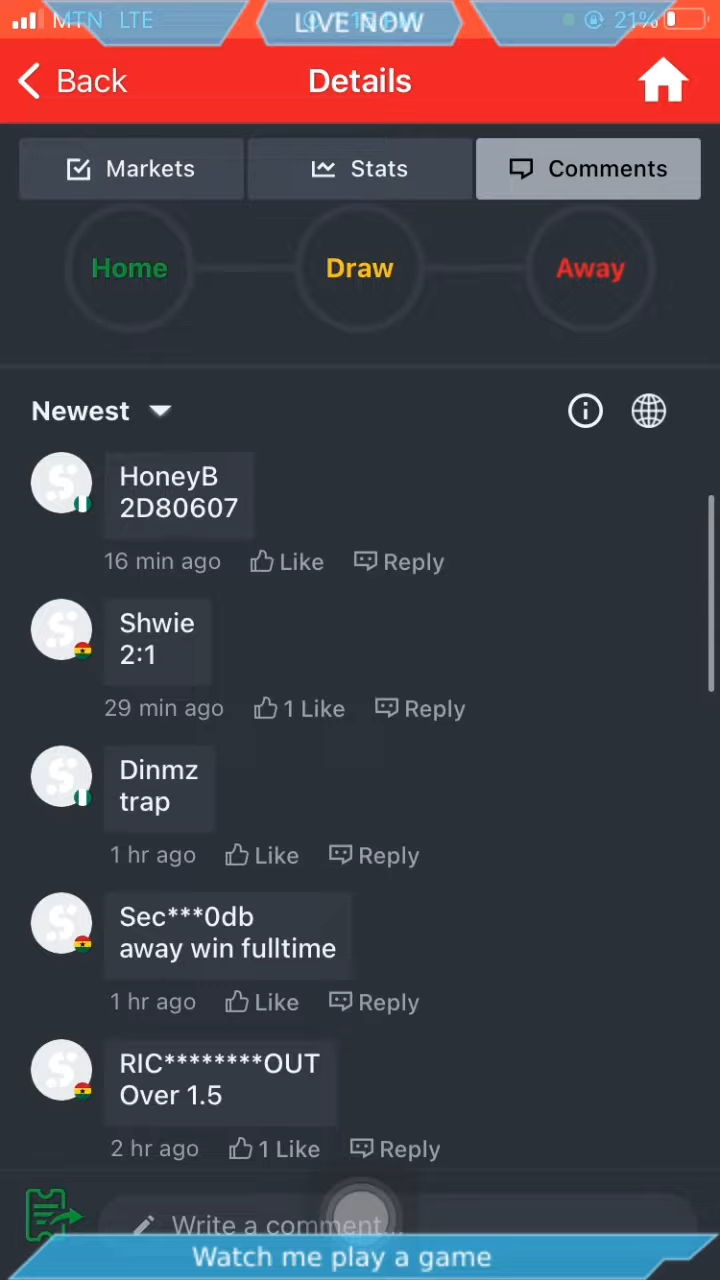 MTN LTE
LIVE NOW
21%
Back
Details
Markets
Stats
Comments
Home
Draw
Away
Newest
HoneyB
2D80607
16 min ago
Like
Reply
Shwie
2:1
29 min ago
1 Like
Reply
Dinmz
trap
1 hr ago
Like
Reply
Sec***0db
away win fulltime
1 hr ago
Like
Reply
RIC********OUT
Over 1.5
2 hr ago
1 Like
Reply
Write a comment...
Watch me play a game